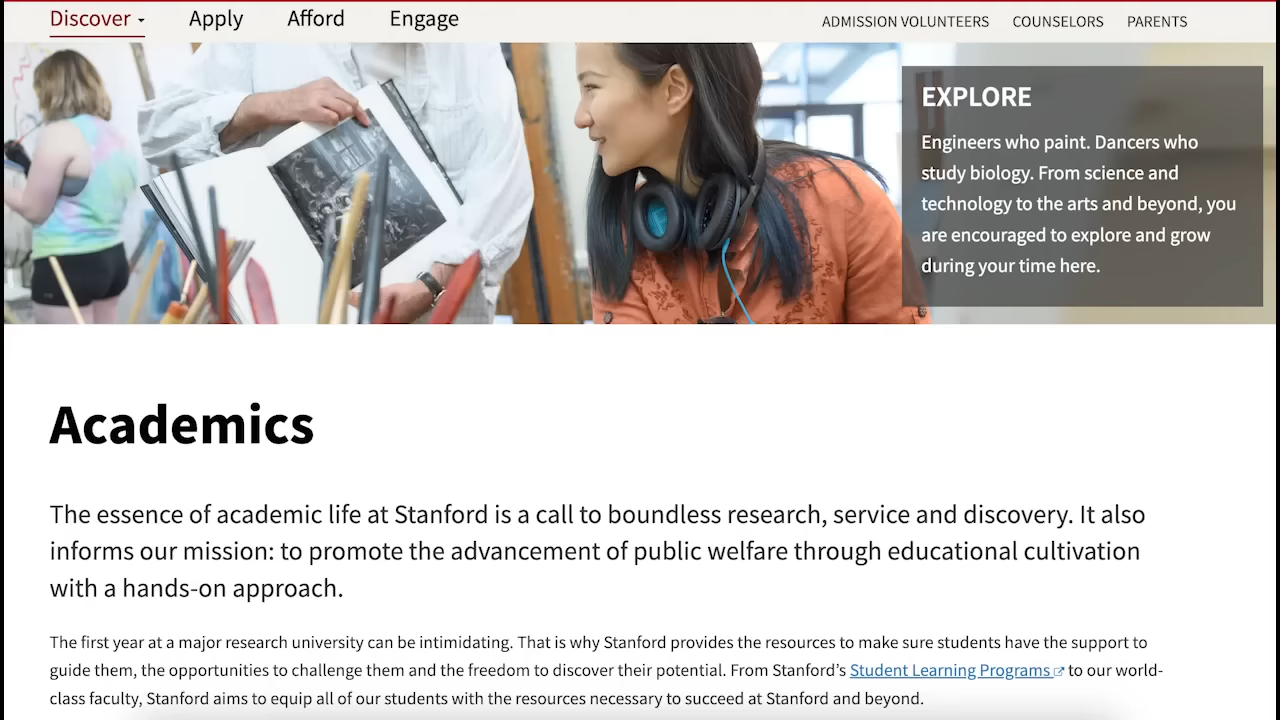 Discover
Apply
Afford
Engage
ADMISSION VOLUNTEERS
COUNSELORS
PARENTS
EXPLORE
Engineers who paint. Dancers who
study biology. From science and
technology to the arts and beyond, you
are encouraged to explore and grow
during your time here.
Academics
The essence of academic life at Stanford is a call to boundless research, service and discovery. It also
informs our mission: to promote the advancement of public welfare through educational cultivation
with a hands-on approach.
The first year at a major research university can be intimidating. That is why Stanford provides the resources to make sure students have the support to
guide them, the opportunities to challenge them and the freedom to discover their potential. From Stanford’s Student Learning Programs to our world-
class faculty, Stanford aims to equip all of our students with the resources necessary to succeed at Stanford and beyond.